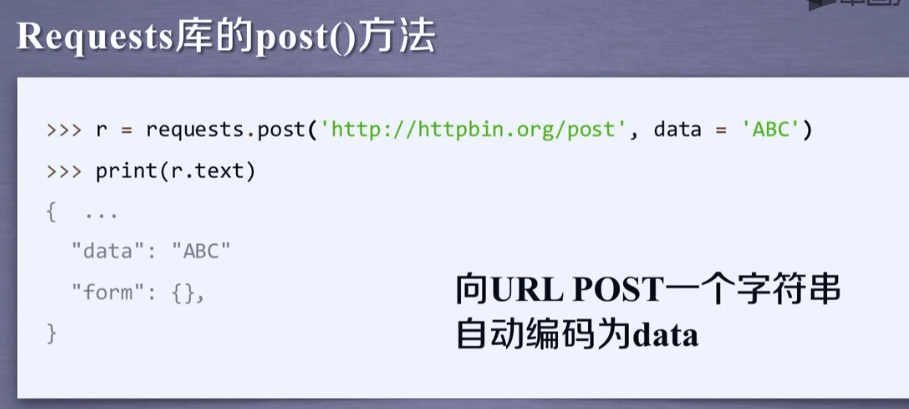 Requests库的post()方法
>>> r = requests.post('http://httpbin.org/post', data = 'ABC')
>>> print(r.text)
{ ...
"data": "ABC"
"form": {},
}
向URL POST一个字符串
自动编码为data